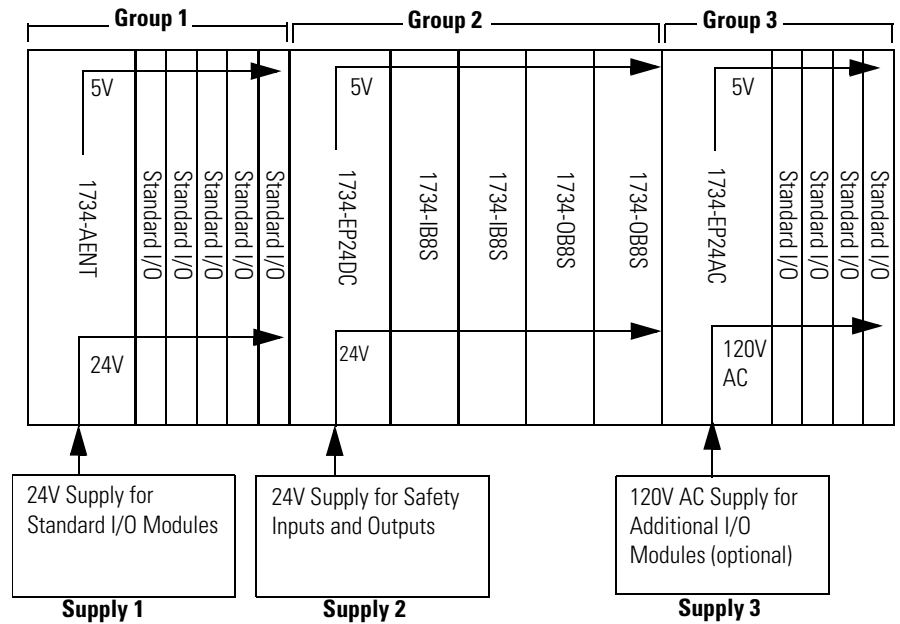 Group 1
Group 2
Group 3
5V
5V
5V
1734-AENT
Standard I/O
Standard I/O
Standard I/O
Standard I/O
Standard I/O
1734-EP24DC
1734-IB8S
1734-IB8S
1734-OB8S
1734-OB8S
1734-EP24AC
Standard I/O
Standard I/O
Standard I/O
Standard I/O
24V
24V
120V
AC
24V Supply for
Standard I/O Modules
24V Supply for Safety
Inputs and Outputs
120V AC Supply for
Additional I/O
Modules (optional)
Supply 1
Supply 2
Supply 3